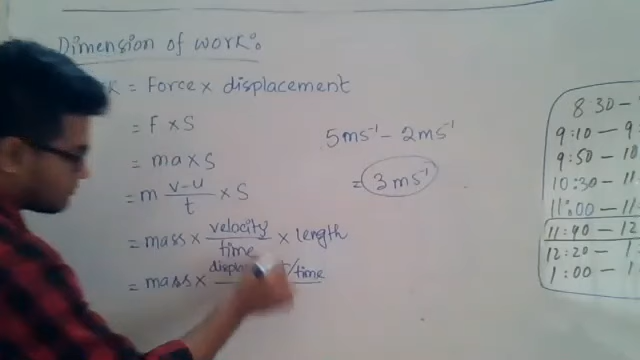 Dimension of work:
= Force x displacement
= F x S
= ma x S
= m v-u/t x S
= mass x velocity/time x length
= mass x /time
5ms⁻¹ - 2ms⁻¹
= 3ms⁻¹
8:30 -
9:10 - 9:
9:50 - 10
10:30 - 11
11:00 - 11
11:40 - 12
12:20 - 1
1:00 - 1